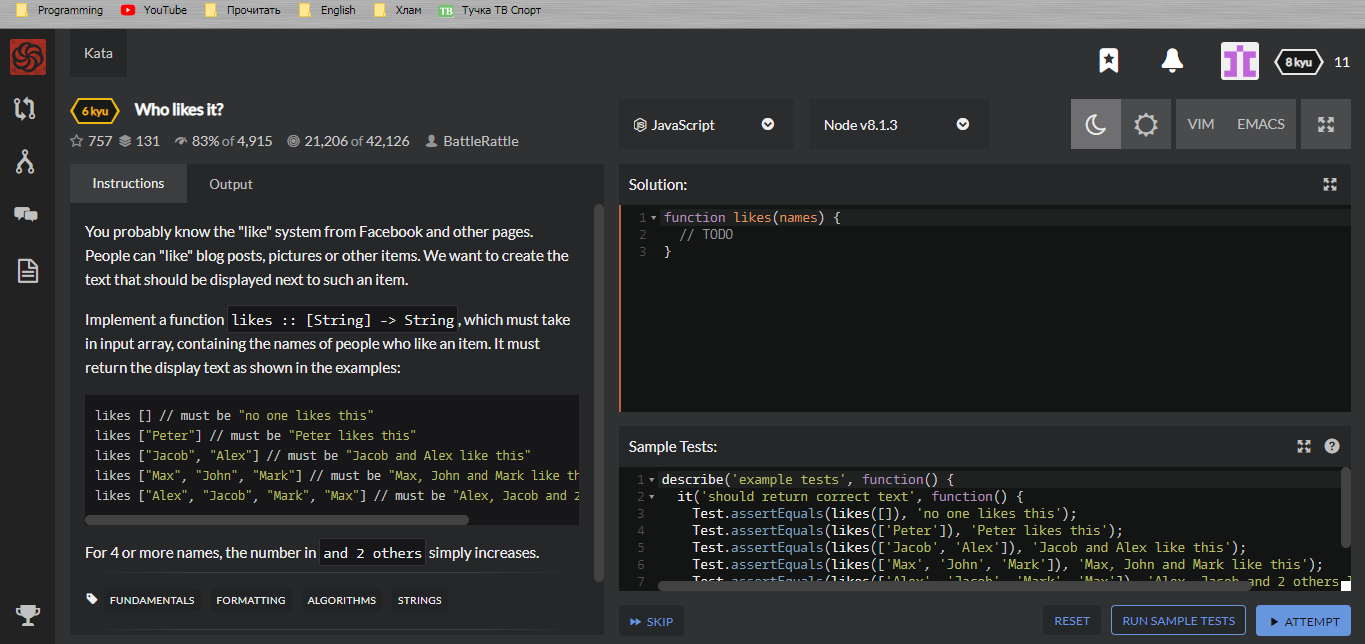 Programming YouTube Прочитать English Хлам ТВ Тучка ТВ Спорт
Kata
8 kyu 11
6 kyu Who likes it?
757 131 83% of 4,915 21,206 of 42,126 BattleRattle
JavaScript Node v8.1.3 VIM EMACS
Instructions Output
You probably know the "like" system from Facebook and other pages.
People can "like" blog posts, pictures or other items. We want to create the
text that should be displayed next to such an item.
Implement a function likes :: [String] -> String, which must take
in input array, containing the names of people who like an item. It must
return the display text as shown in the examples:
likes [] // must be "no one likes this"
likes ["Peter"] // must be "Peter likes this"
likes ["Jacob", "Alex"] // must be "Jacob and Alex like this"
likes ["Max", "John", "Mark"] // must be "Max, John and Mark like th
likes ["Alex", "Jacob", "Mark", "Max"] // must be "Alex, Jacob and 2
For 4 or more names, the number in and 2 others simply increases.
FUNDAMENTALS FORMATTING ALGORITHMS STRINGS
Solution:
1 function likes(names) {
2 // TODO
3 }
Sample Tests:
1 describe('example tests', function() {
2 it('should return correct text', function() {
3 Test.assertEquals(likes([]), 'no one likes this');
4 Test.assertEquals(likes(['Peter']), 'Peter likes this');
5 Test.assertEquals(likes(['Jacob', 'Alex']), 'Jacob and Alex like this');
6 Test.assertEquals(likes(['Max', 'John', 'Mark']), 'Max, John and Mark like this');
7 Test.assertEquals(likes(['Alex', 'Jacob', 'Mark', 'Max']), 'Alex, Jacob and 2 others
SKIP RESET RUN SAMPLE TESTS ATTEMPT